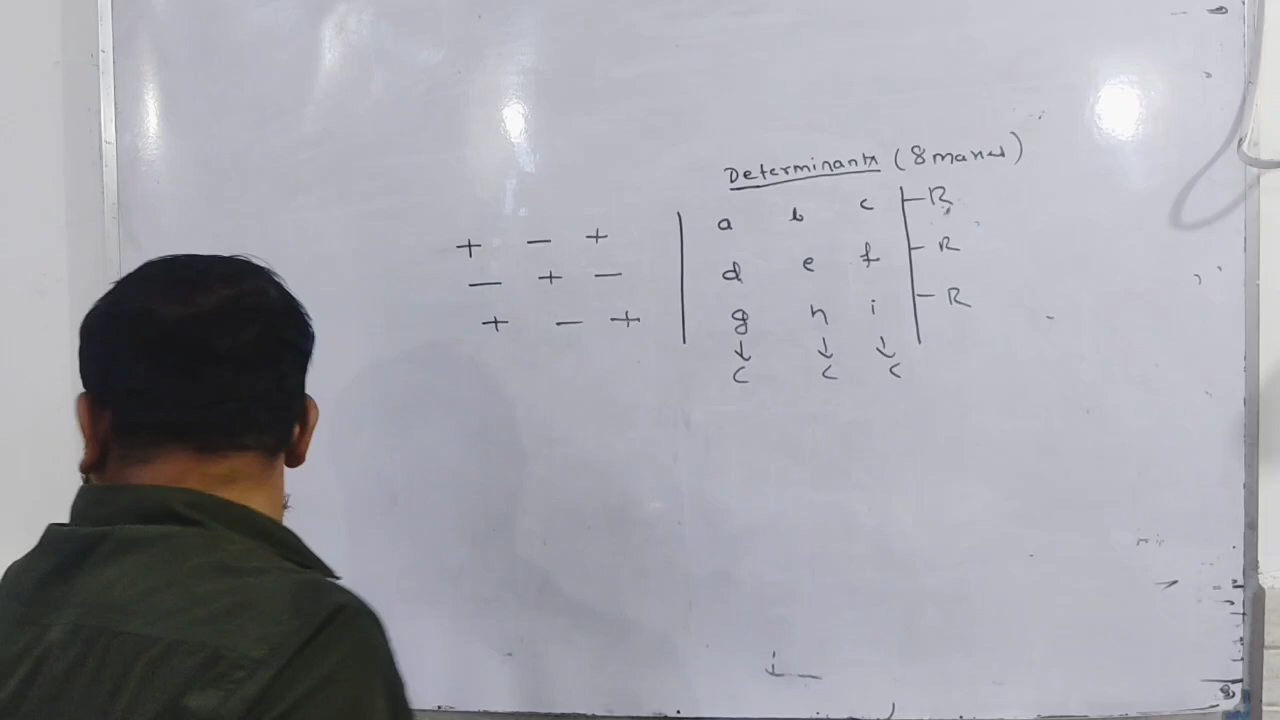 Determinants (8 marks)
+ - + | a b c | - R
- + - | d e f | - R
+ - + | g h i | - R
↓ ↓ ↓
c c c